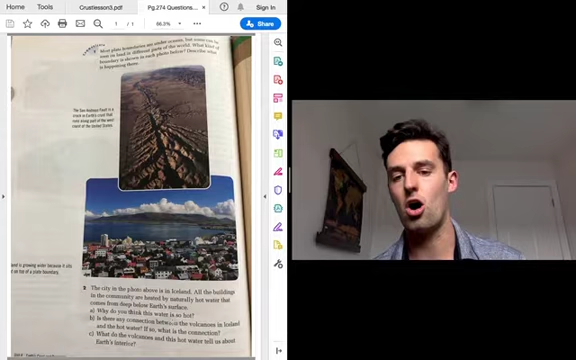 Home
Crustlesson3.pdf
Pg.274 Questions...
Sign In
66.3%
Share
1 Most plate boundaries are under oceans, but some can be
seen on land in different parts of the world. What kind of
boundary is shown in each photo below? Describe what
is happening there.
The San Andreas Fault is a
crack in Earth's crust that
runs along part of the west
coast of the United States.
land is growing wider because it sits
on top of a plate boundary.
2 The city in the photo above is in Iceland. All the buildings
in the community are heated by naturally hot water that
comes from deep below Earth's surface.
a) Why do you think this water is so hot?
b) Is there any connection between the volcanoes in Iceland
and the hot water? If so, what is the connection?
c) What do the volcanoes and this hot water tell us about
Earth's interior?